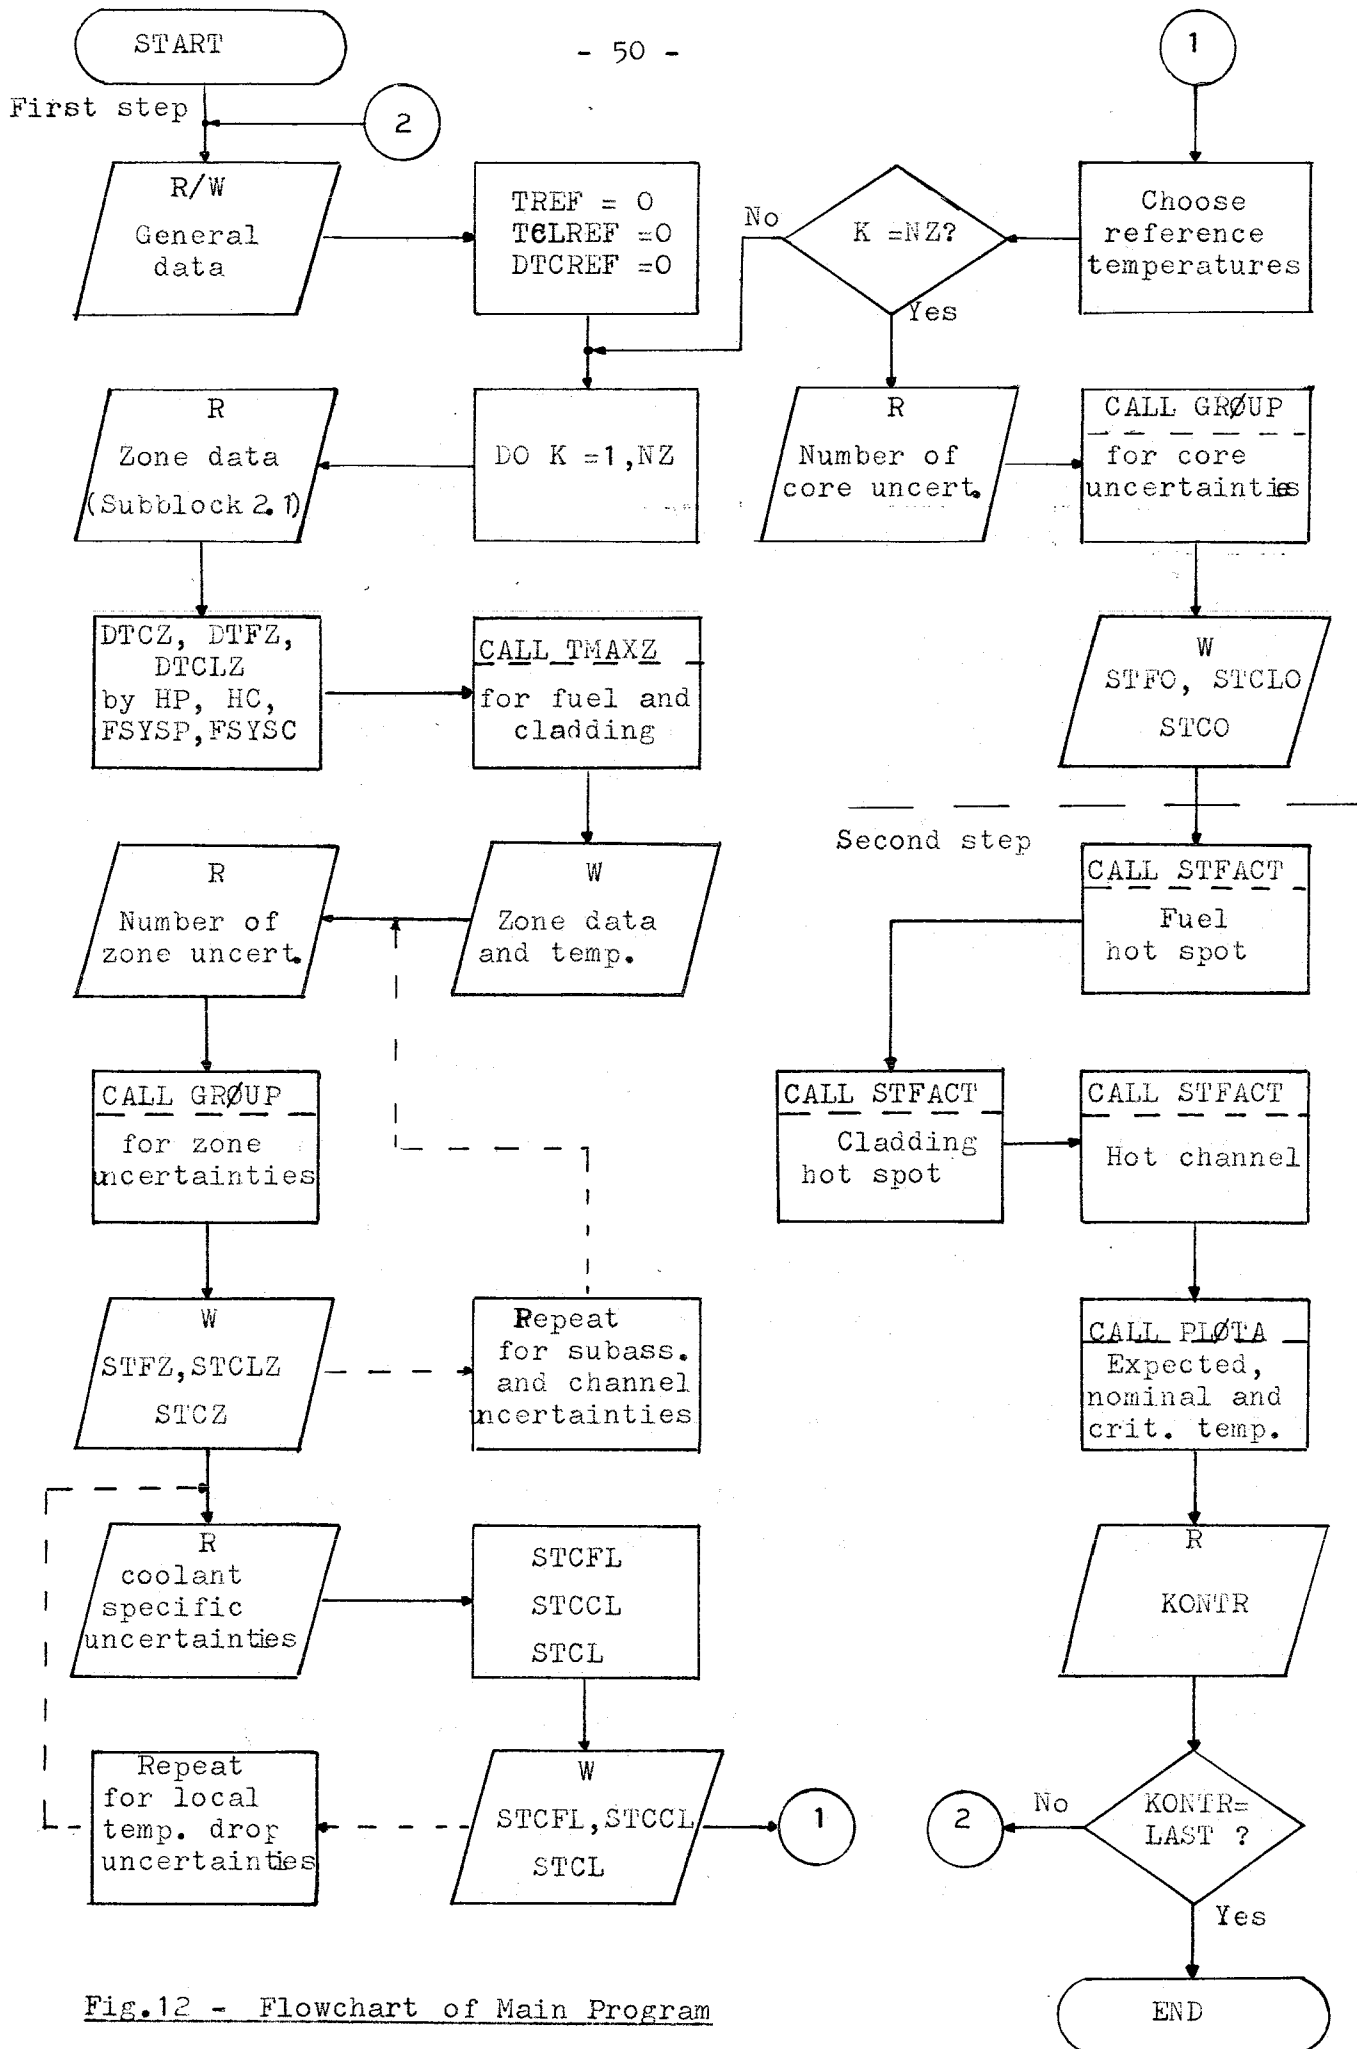 - 50 -
START
First step
2
R/W
General
data
TREF = 0
TCLREF =0
DTCREF =0
No
K =NZ?
Yes
1
Choose
reference
temperatures
R
Zone data
(Subblock 2.1)
DO K =1,NZ
R
Number of
core uncert.
CALL GRØUP
for core
uncertainties
DTCZ, DTFZ,
DTCLZ
by HP, HC,
FSYSP,FSYSC
CALL TMAXZ
for fuel and
cladding
W
STFO, STCLO
STCO
Second step
R
Number of
zone uncert.
W
Zone data
and temp.
CALL STFACT
Fuel
hot spot
CALL GRØUP
for zone
uncertainties
CALL STFACT
Cladding
hot spot
CALL STFACT
Hot channel
W
STFZ,STCLZ
STCZ
Repeat
for subass.
and channel
uncertainties
CALL PLØTA
Expected,
nominal and
crit. temp.
R
coolant
specific
uncertainties
STCFL
STCCL
STCL
R
KONTR
Repeat
for local
temp. drop
uncertainties
W
STCFL,STCCL
STCL
1
2
No
KONTR=
LAST ?
Yes
END
Fig.12 - Flowchart of Main Program